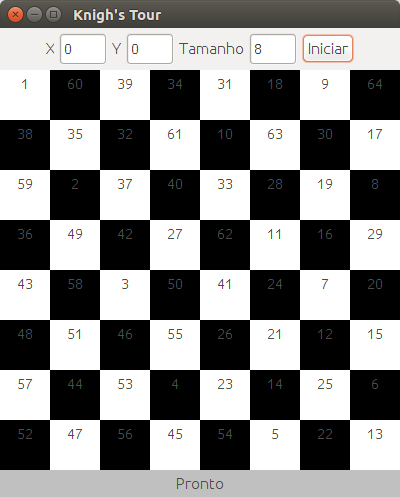 Knigh's Tour
X 0 Y 0 Tamanho 8 Iniciar
1 60 39 34 31 18 9 64
38 35 32 61 10 63 30 17
59 2 37 40 33 28 19 8
36 49 42 27 62 11 16 29
43 58 3 50 41 24 7 20
48 51 46 55 26 21 12 15
57 44 53 4 23 14 25 6
52 47 56 45 54 5 22 13
Pronto